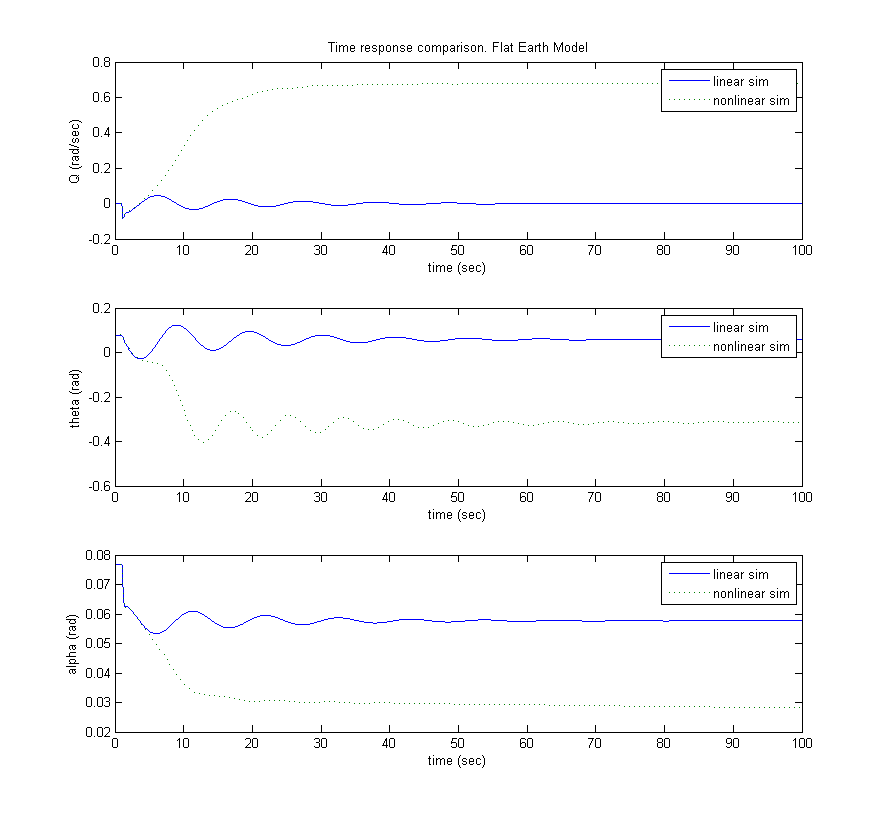 Time response comparison. Flat Earth Model
0.8
0.6
0.4
0.2
0
-0.2
Q (rad/sec)
linear sim
nonlinear sim
0 10 20 30 40 50 60 70 80 90 100
time (sec)
0.2
0
-0.2
-0.4
-0.6
theta (rad)
linear sim
nonlinear sim
0 10 20 30 40 50 60 70 80 90 100
time (sec)
0.08
0.07
0.06
0.05
0.04
0.03
0.02
alpha (rad)
linear sim
nonlinear sim
0 10 20 30 40 50 60 70 80 90 100
time (sec)